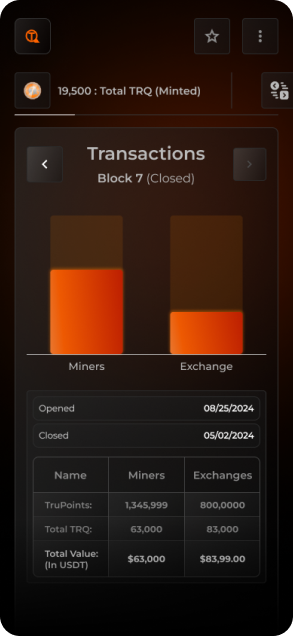 19,500 : Total TRQ (Minted)
Transactions
Block 7 (Closed)
Miners
Exchange
Opened 08/25/2024
Closed 05/02/2024
Name Miners Exchanges
TruPoints: 1,345,999 800,0000
Total TRQ: 63,000 83,000
Total Value: $63,000 $83,99.00
(In USDT)